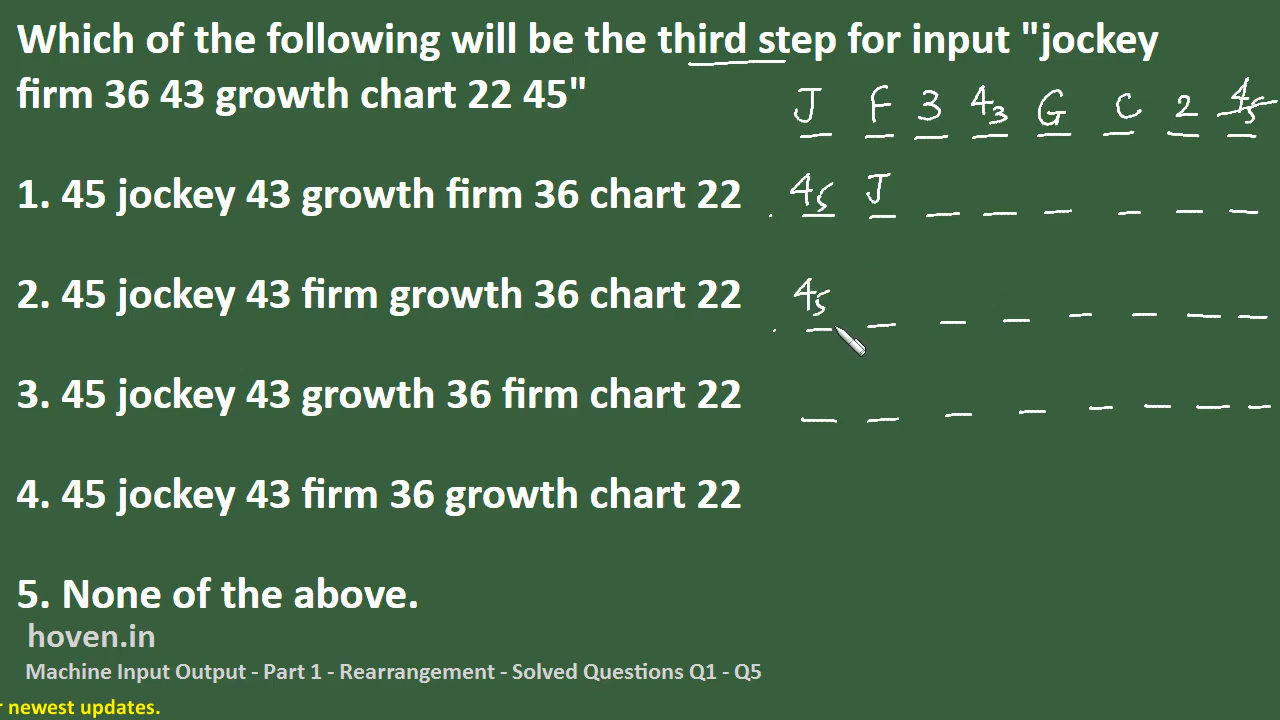 Which of the following will be the third step for input "jockey
firm 36 43 growth chart 22 45"
J F 3 43 G C 2 45
1. 45 jockey 43 growth firm 36 chart 22
45 J
2. 45 jockey 43 firm growth 36 chart 22
45
3. 45 jockey 43 growth 36 firm chart 22
4. 45 jockey 43 firm 36 growth chart 22
5. None of the above.
hoven.in
Machine Input Output - Part 1 - Rearrangement - Solved Questions Q1 - Q5
r newest updates.